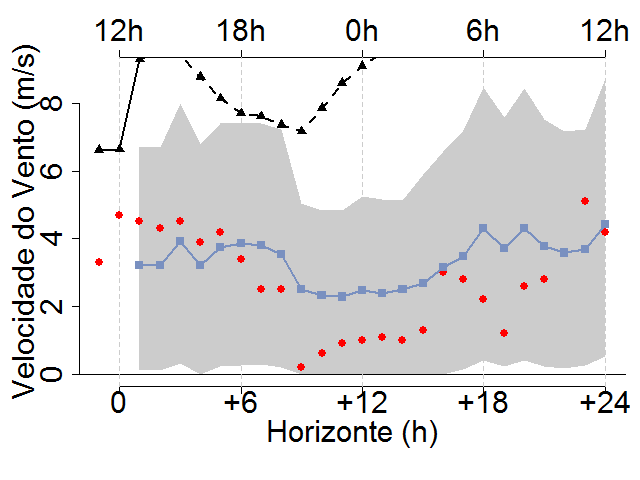 12h 18h 0h 6h 12h
Velocidade do Vento (m/s)
8
6
4
2
0
0 +6 +12 +18 +24
Horizonte (h)